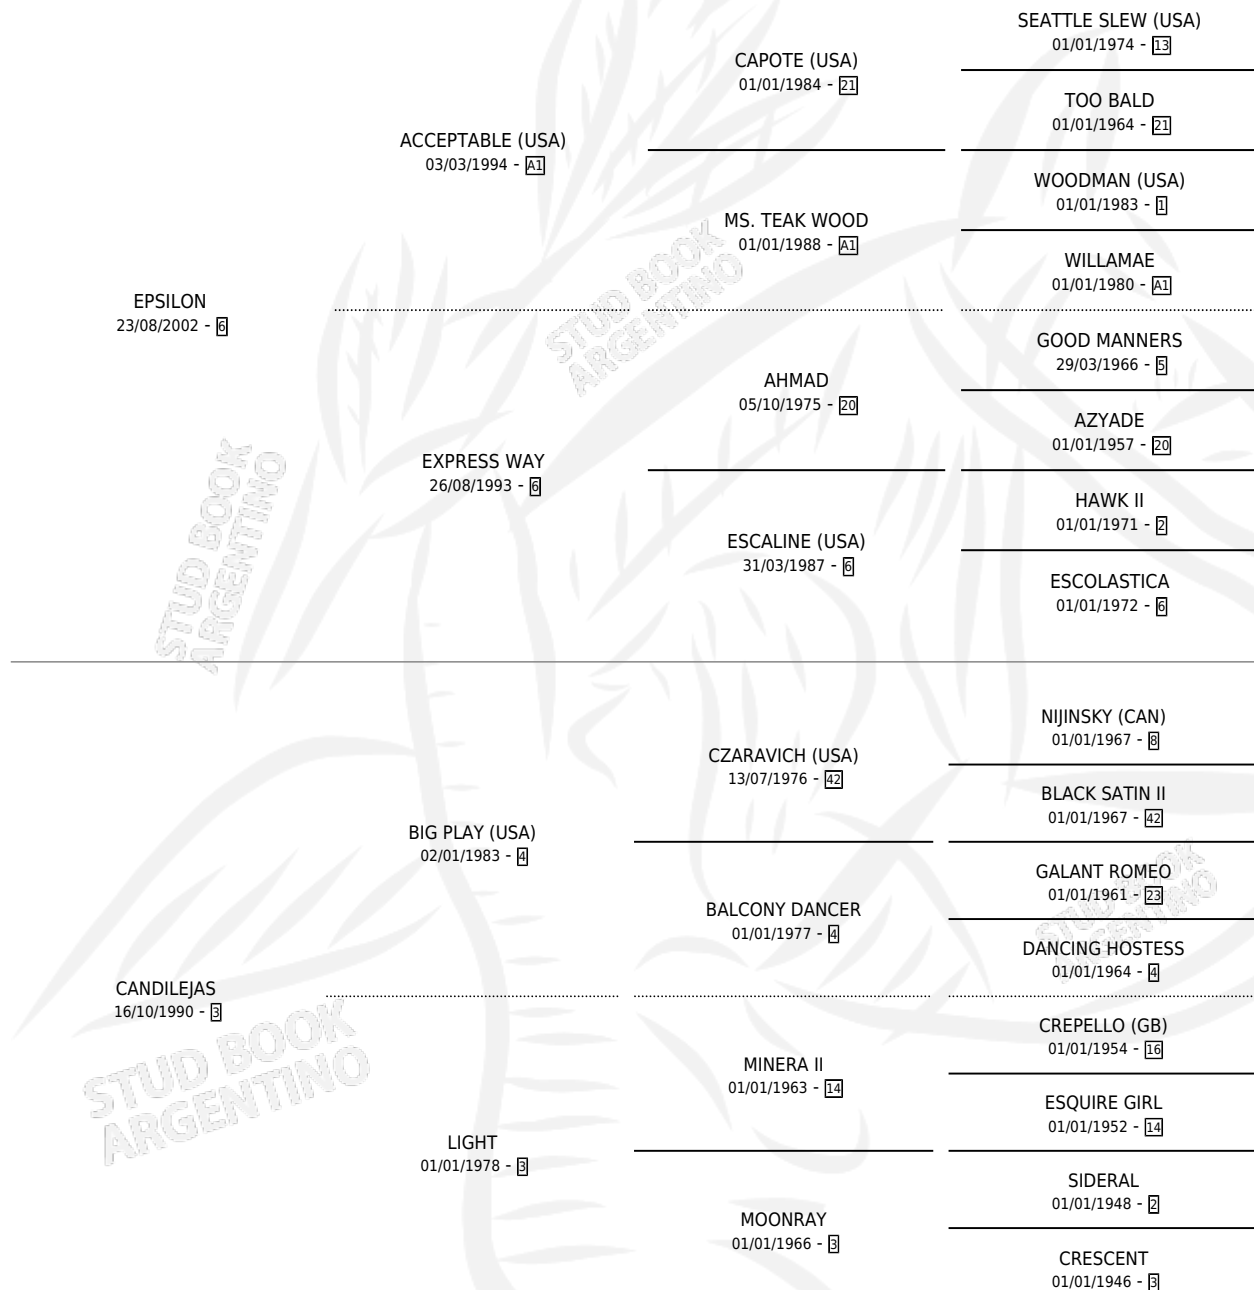 SEATTLE SLEW (USA)
01/01/1974 - 13
CAPOTE (USA)
01/01/1984 - 21
TOO BALD
01/01/1964 - 21
ACCEPTABLE (USA)
03/03/1994 - A1
WOODMAN (USA)
01/01/1983 - 1
MS. TEAK WOOD
01/01/1988 - A1
WILLAMAE
01/01/1980 - A1
EPSILON
23/08/2002 - 6
GOOD MANNERS
29/03/1966 - 5
AHMAD
05/10/1975 - 20
AZYADE
01/01/1957 - 20
EXPRESS WAY
26/08/1993 - 6
HAWK II
01/01/1971 - 2
ESCALINE (USA)
31/03/1987 - 6
ESCOLASTICA
01/01/1972 - 6
STUD BOOK
ARGENTINO
STUD BOOK
ARGENTINO
NIJINSKY (CAN)
01/01/1967 - 8
CZARAVICH (USA)
13/07/1976 - 42
BLACK SATIN II
01/01/1967 - 42
BIG PLAY (USA)
02/01/1983 - 4
GALANT ROMEO
01/01/1961 - 23
BALCONY DANCER
01/01/1977 - 4
DANCING HOSTESS
01/01/1964 - 4
STUD BOOK
ARGENTINO
CANDILEJAS
16/10/1990 - 3
CREPELLO (GB)
01/01/1954 - 16
MINERA II
01/01/1963 - 14
ESQUIRE GIRL
01/01/1952 - 14
LIGHT
01/01/1978 - 3
SIDERAL
01/01/1948 - 2
MOONRAY
01/01/1966 - 3
CRESCENT
01/01/1946 - 3
STUD BOOK
ARGENTINO